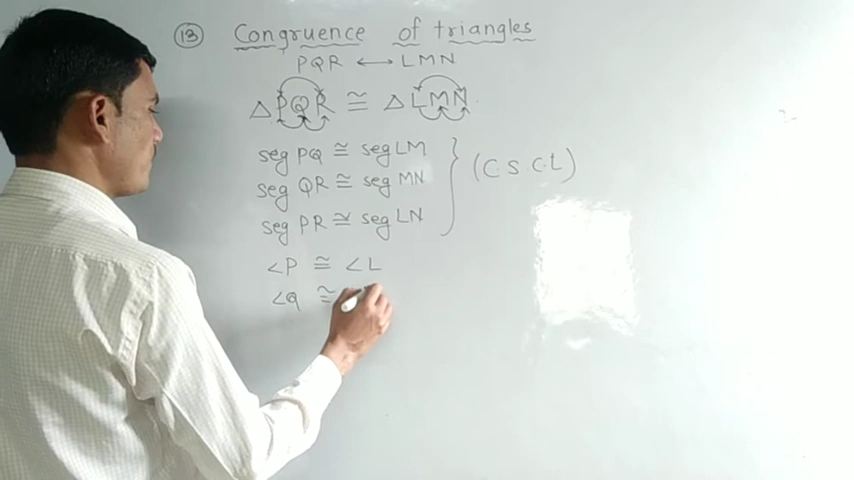 13 Congruence of triangles
PQR ↔ LMN
△PQR ≅ △LMN
seg PQ ≅ seg LM
seg QR ≅ seg MN
seg PR ≅ seg LN
(C S C.t)
∠P ≅ ∠L
∠Q ≅